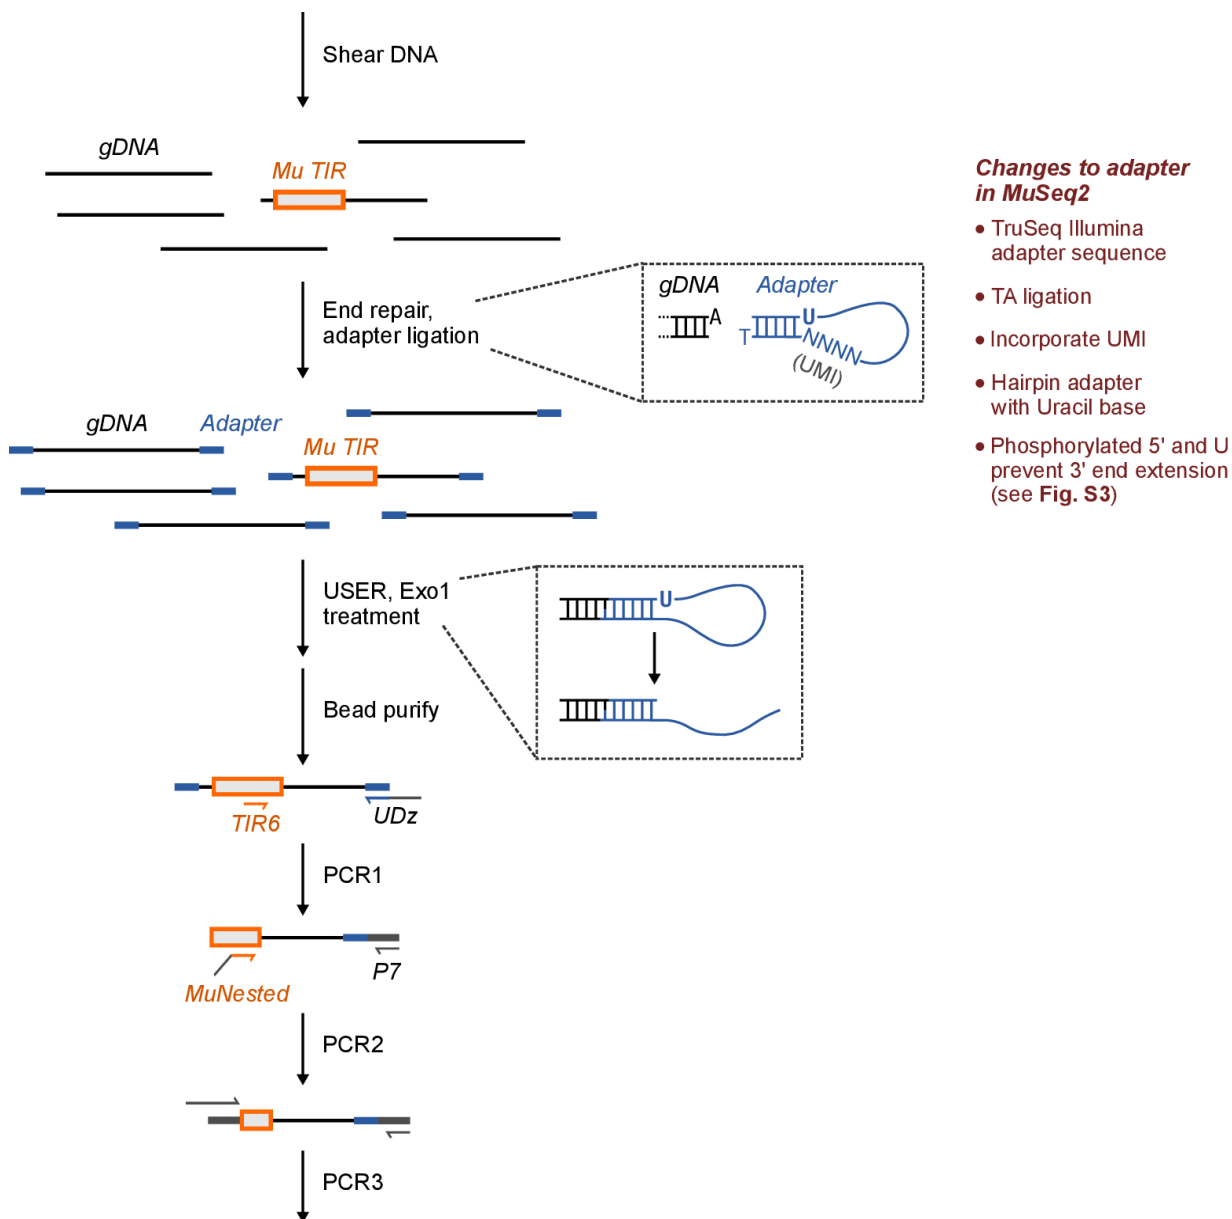 Shear DNA
gDNA
Mu TIR
Changes to adapter
in MuSeq2
• TruSeq Illumina
adapter sequence
• TA ligation
• Incorporate UMI
• Hairpin adapter
with Uracil base
• Phosphorylated 5' and U
prevent 3' end extension
(see Fig. S3)
End repair,
adapter ligation
gDNA
Adapter
A
U
T
NNNN
(UMI)
gDNA
Adapter
Mu TIR
USER, Exo1
treatment
U
Bead purify
TIR6
UDz
PCR1
MuNested
P7
PCR2
PCR3